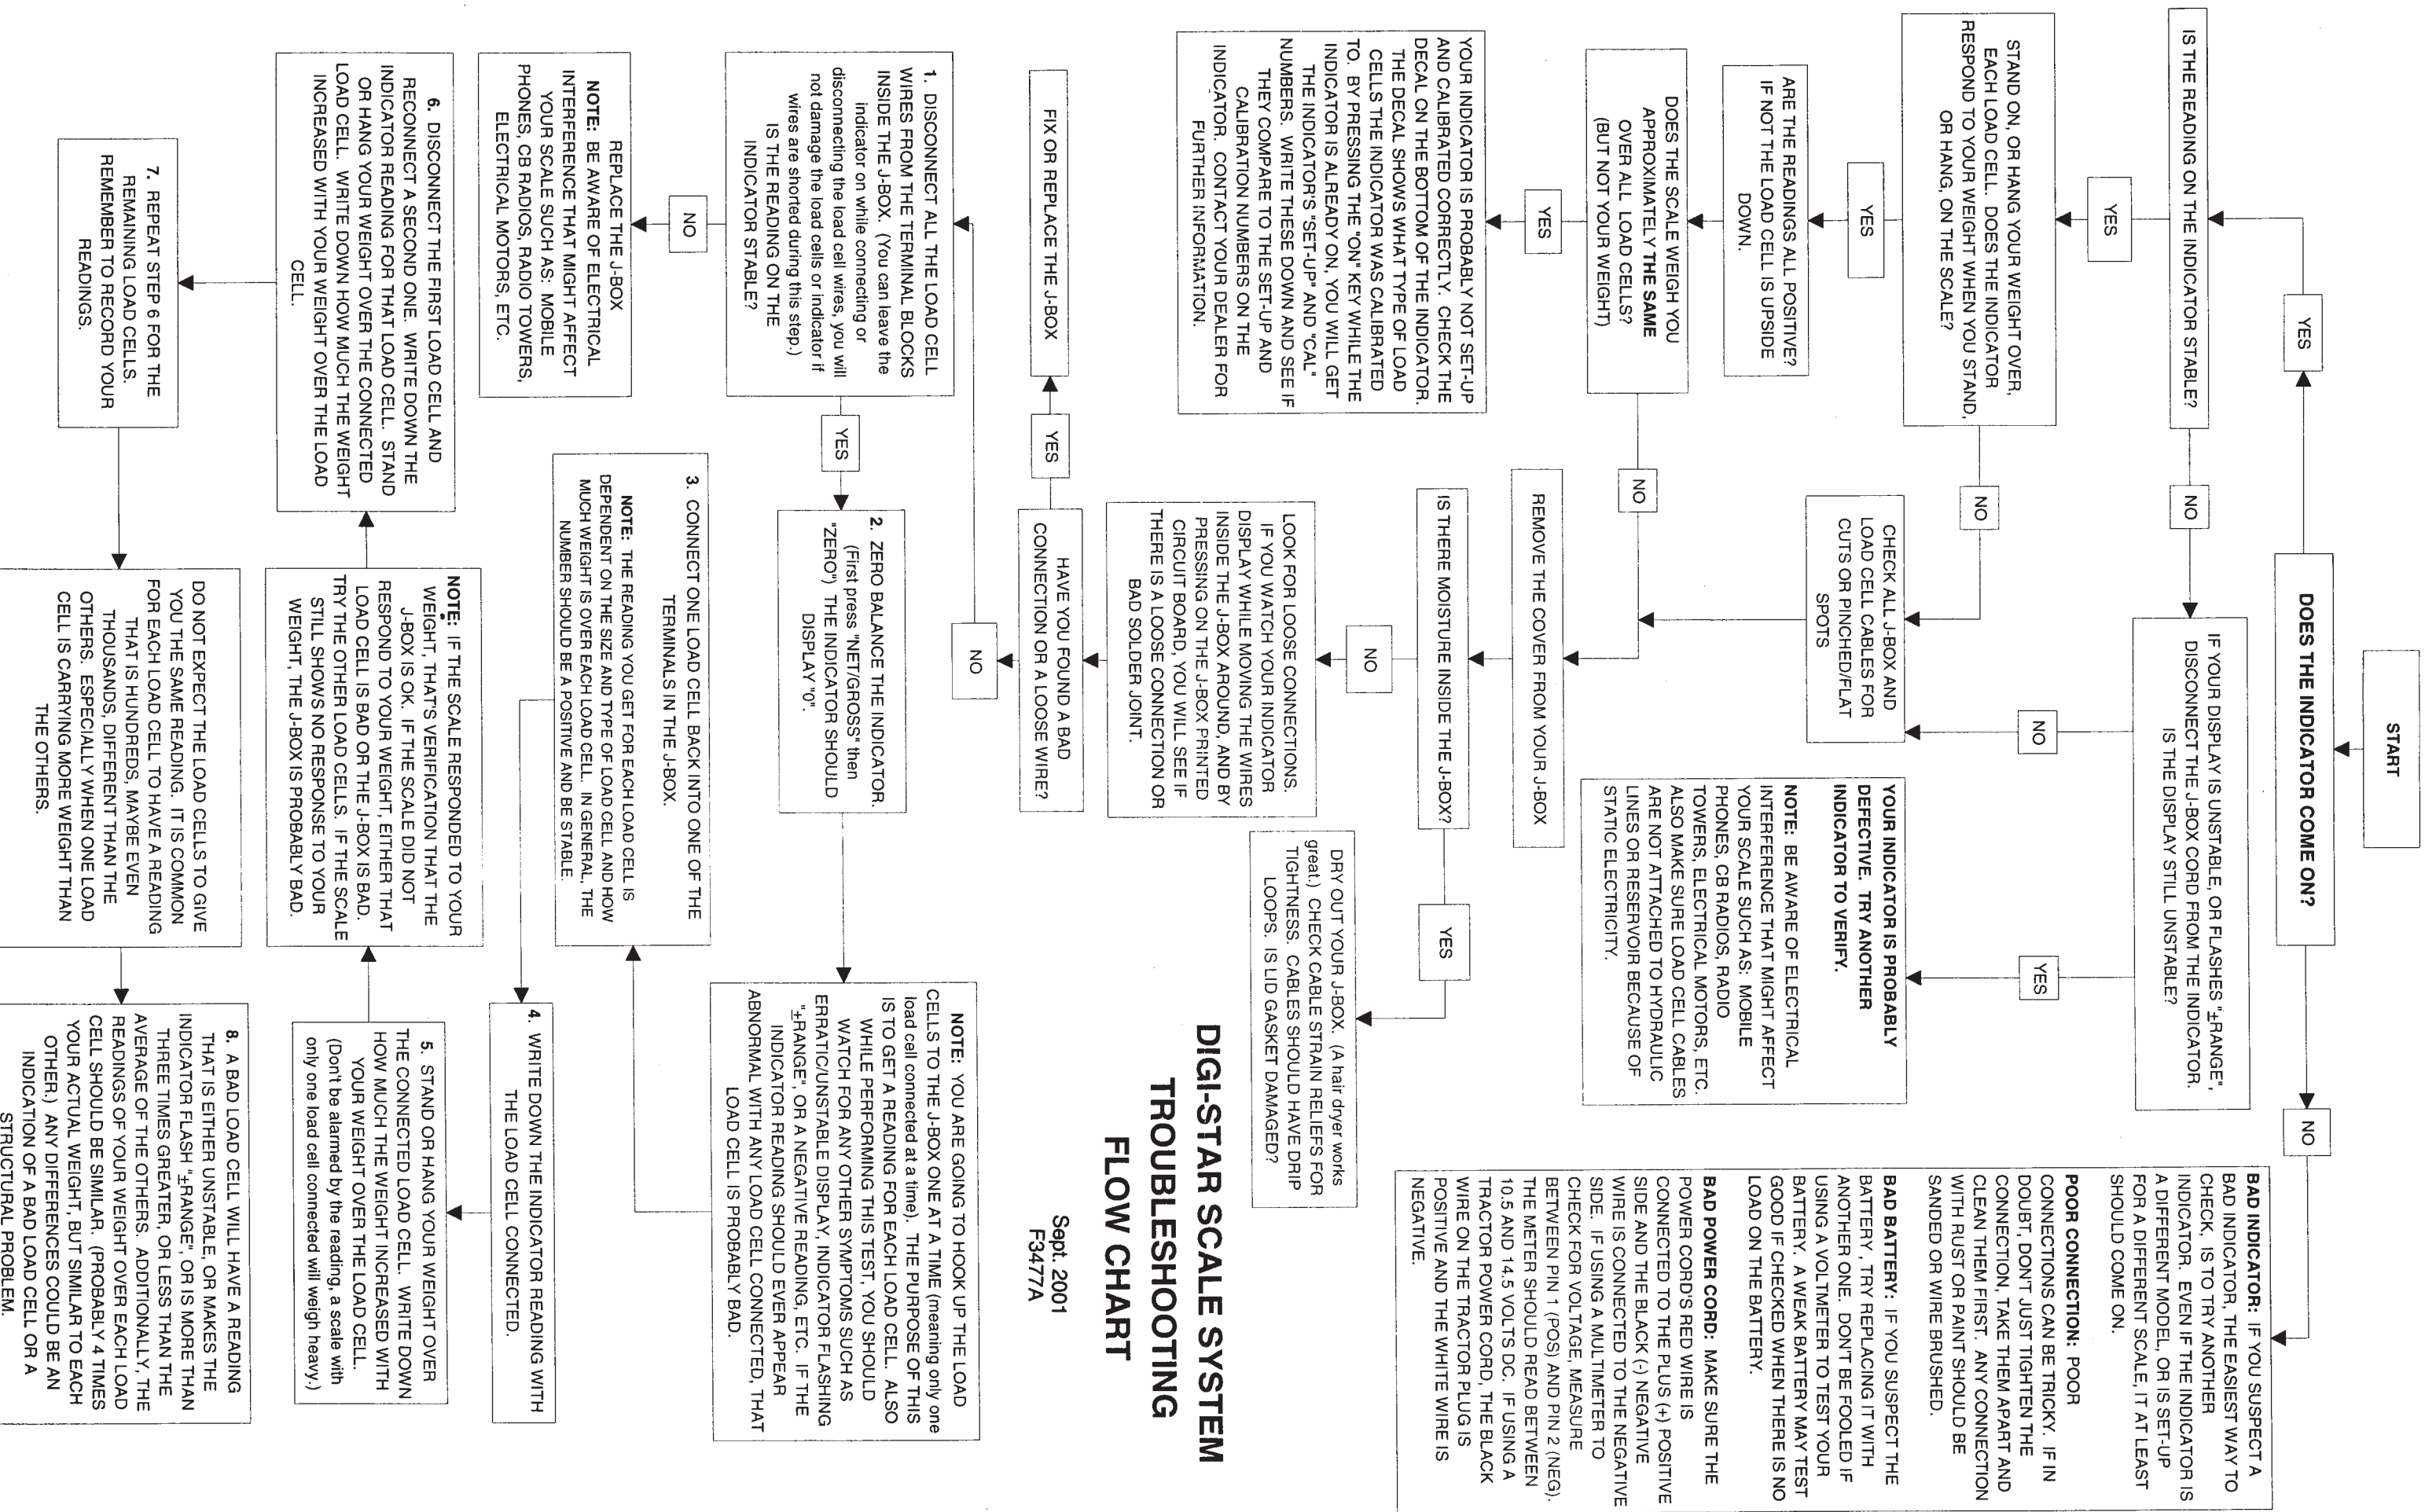 START
DOES THE INDICATOR COME ON?
YES
NO
IS THE READING ON THE INDICATOR STABLE?
YES
NO
STAND ON, OR HANG YOUR WEIGHT OVER,
EACH LOAD CELL. DOES THE INDICATOR
RESPOND TO YOUR WEIGHT WHEN YOU STAND,
OR HANG, ON THE SCALE?
YES
NO
ARE THE READINGS ALL POSITIVE?
IF NOT THE LOAD CELL IS UPSIDE
DOWN.
DOES THE SCALE WEIGH YOU
APPROXIMATELY THE SAME
OVER ALL LOAD CELLS?
(BUT NOT YOUR WEIGHT)
YES
NO
YOUR INDICATOR IS PROBABLY NOT SET-UP
AND CALIBRATED CORRECTLY. CHECK THE
DECAL ON THE BOTTOM OF THE INDICATOR.
THE DECAL SHOWS WHAT TYPE OF LOAD
CELLS THE INDICATOR WAS CALIBRATED
TO. BY PRESSING THE "ON" KEY WHILE THE
INDICATOR IS ALREADY ON, YOU WILL GET
THE INDICATOR'S "SET-UP" AND "CAL"
NUMBERS. WRITE THESE DOWN AND SEE IF
THEY COMPARE TO THE SET-UP AND
CALIBRATION NUMBERS ON THE
INDICATOR. CONTACT YOUR DEALER FOR
FURTHER INFORMATION.
IF YOUR DISPLAY IS UNSTABLE, OR FLASHES "±RANGE",
DISCONNECT THE J-BOX CORD FROM THE INDICATOR.
IS THE DISPLAY STILL UNSTABLE?
NO
YES
CHECK ALL J-BOX AND
LOAD CELL CABLES FOR
CUTS OR PINCHED/FLAT
SPOTS
YOUR INDICATOR IS PROBABLY
DEFECTIVE. TRY ANOTHER
INDICATOR TO VERIFY.
NOTE: BE AWARE OF ELECTRICAL
INTERFERENCE THAT MIGHT AFFECT
YOUR SCALE SUCH AS: MOBILE
PHONES, CB RADIOS, RADIO
TOWERS, ELECTRICAL MOTORS, ETC.
ALSO MAKE SURE LOAD CELL CABLES
ARE NOT ATTACHED TO HYDRAULIC
LINES OR RESERVOIR BECAUSE OF
STATIC ELECTRICITY.
BAD INDICATOR: IF YOU SUSPECT A
BAD INDICATOR, THE EASIEST WAY TO
CHECK, IS TO TRY ANOTHER
INDICATOR. EVEN IF THE INDICATOR IS
A DIFFERENT MODEL, OR IS SET-UP
FOR A DIFFERENT SCALE, IT AT LEAST
SHOULD COME ON.
POOR CONNECTION: POOR
CONNECTIONS CAN BE TRICKY. IF IN
DOUBT, DON'T JUST TIGHTEN THE
CONNECTION, TAKE THEM APART AND
CLEAN THEM FIRST. ANY CONNECTION
WITH RUST OR PAINT SHOULD BE
SANDED OR WIRE BRUSHED.
BAD BATTERY: IF YOU SUSPECT THE
BATTERY , TRY REPLACING IT WITH
ANOTHER ONE. DON'T BE FOOLED IF
USING A VOLTMETER TO TEST YOUR
BATTERY. A WEAK BATTERY MAY TEST
GOOD IF CHECKED WHEN THERE IS NO
LOAD ON THE BATTERY.
BAD POWER CORD: MAKE SURE THE
POWER CORD'S RED WIRE IS
CONNECTED TO THE PLUS (+) POSITIVE
SIDE AND THE BLACK (-) NEGATIVE
WIRE IS CONNECTED TO THE NEGATIVE
SIDE. IF USING A MULTIMETER TO
CHECK FOR VOLTAGE, MEASURE
BETWEEN PIN 1 (POS) AND PIN 2 (NEG).
THE METER SHOULD READ BETWEEN
10.5 AND 14.5 VOLTS DC. IF USING A
TRACTOR POWER CORD, THE BLACK
WIRE ON THE TRACTOR PLUG IS
POSITIVE AND THE WHITE WIRE IS
NEGATIVE.
REMOVE THE COVER FROM YOUR J-BOX
IS THERE MOISTURE INSIDE THE J-BOX?
NO
YES
DRY OUT YOUR J-BOX. (A hair dryer works
great.) CHECK CABLE STRAIN RELIEFS FOR
TIGHTNESS. CABLES SHOULD HAVE DRIP
LOOPS. IS LID GASKET DAMAGED?
LOOK FOR LOOSE CONNECTIONS.
IF YOU WATCH YOUR INDICATOR
DISPLAY WHILE MOVING THE WIRES
INSIDE THE J-BOX AROUND, AND BY
PRESSING ON THE J-BOX PRINTED
CIRCUIT BOARD, YOU WILL SEE IF
THERE IS A LOOSE CONNECTION OR
BAD SOLDER JOINT.
HAVE YOU FOUND A BAD
CONNECTION OR A LOOSE WIRE?
YES
NO
FIX OR REPLACE THE J-BOX
DIGI-STAR SCALE SYSTEM
TROUBLESHOOTING
FLOW CHART
Sept. 2001
F3477A
1. DISCONNECT ALL THE LOAD CELL
WIRES FROM THE TERMINAL BLOCKS
INSIDE THE J-BOX. (You can leave the
indicator on while connecting or
disconnecting the load cell wires, you will
not damage the load cells or indicator if
wires are shorted during this step.)
IS THE READING ON THE
INDICATOR STABLE?
NO
YES
REPLACE THE J-BOX
NOTE: BE AWARE OF ELECTRICAL
INTERFERENCE THAT MIGHT AFFECT
YOUR SCALE SUCH AS: MOBILE
PHONES, CB RADIOS, RADIO TOWERS,
ELECTRICAL MOTORS, ETC.
2. ZERO BALANCE THE INDICATOR.
(First press "NET/GROSS" then
"ZERO") THE INDICATOR SHOULD
DISPLAY "0".
NOTE: YOU ARE GOING TO HOOK UP THE LOAD
CELLS TO THE J-BOX ONE AT A TIME (meaning only one
load cell connected at a time). THE PURPOSE OF THIS
IS TO GET A READING FOR EACH LOAD CELL. ALSO
WHILE PERFORMING THIS TEST, YOU SHOULD
WATCH FOR ANY OTHER SYMPTOMS SUCH AS
ERRATIC/UNSTABLE DISPLAY, INDICATOR FLASHING
"±RANGE", OR A NEGATIVE READING, ETC. IF THE
INDICATOR READING SHOULD EVER APPEAR
ABNORMAL WITH ANY LOAD CELL CONNECTED, THAT
LOAD CELL IS PROBABLY BAD.
3. CONNECT ONE LOAD CELL BACK INTO ONE OF THE
TERMINALS IN THE J-BOX.
NOTE: THE READING YOU GET FOR EACH LOAD CELL IS
DEPENDENT ON THE SIZE AND TYPE OF LOAD CELL AND HOW
MUCH WEIGHT IS OVER EACH LOAD CELL. IN GENERAL, THE
NUMBER SHOULD BE A POSITIVE AND BE STABLE.
4. WRITE DOWN THE INDICATOR READING WITH
THE LOAD CELL CONNECTED.
5. STAND OR HANG YOUR WEIGHT OVER
THE CONNECTED LOAD CELL. WRITE DOWN
HOW MUCH THE WEIGHT INCREASED WITH
YOUR WEIGHT OVER THE LOAD CELL.
(Don't be alarmed by the reading, a scale with
only one load cell connected will weigh heavy.)
NOTE: IF THE SCALE RESPONDED TO YOUR
WEIGHT, THAT'S VERIFICATION THAT THE
J-BOX IS OK. IF THE SCALE DID NOT
RESPOND TO YOUR WEIGHT, EITHER THAT
LOAD CELL IS BAD OR THE J-BOX IS BAD.
TRY THE OTHER LOAD CELLS. IF THE SCALE
STILL SHOWS NO RESPONSE TO YOUR
WEIGHT, THE J-BOX IS PROBABLY BAD.
6. DISCONNECT THE FIRST LOAD CELL AND
RECONNECT A SECOND ONE. WRITE DOWN THE
INDICATOR READING FOR THAT LOAD CELL. STAND
OR HANG YOUR WEIGHT OVER THE CONNECTED
LOAD CELL. WRITE DOWN HOW MUCH THE WEIGHT
INCREASED WITH YOUR WEIGHT OVER THE LOAD
CELL.
7. REPEAT STEP 6 FOR THE
REMAINING LOAD CELLS.
REMEMBER TO RECORD YOUR
READINGS.
DO NOT EXPECT THE LOAD CELLS TO GIVE
YOU THE SAME READING. IT IS COMMON
FOR EACH LOAD CELL TO HAVE A READING
THAT IS HUNDREDS, MAYBE EVEN
THOUSANDS, DIFFERENT THAN THE
OTHERS. ESPECIALLY WHEN ONE LOAD
CELL IS CARRYING MORE WEIGHT THAN
THE OTHERS.
8. A BAD LOAD CELL WILL HAVE A READING
THAT IS EITHER UNSTABLE, OR MAKES THE
INDICATOR FLASH "±RANGE", OR IS MORE THAN
THREE TIMES GREATER, OR LESS THAN THE
AVERAGE OF THE OTHERS. ADDITIONALLY, THE
READINGS OF YOUR WEIGHT OVER EACH LOAD
CELL SHOULD BE SIMILAR. (PROBABLY 4 TIMES
YOUR ACTUAL WEIGHT, BUT SIMILAR TO EACH
OTHER.) ANY DIFFERENCES COULD BE AN
INDICATION OF A BAD LOAD CELL OR A
STRUCTURAL PROBLEM.